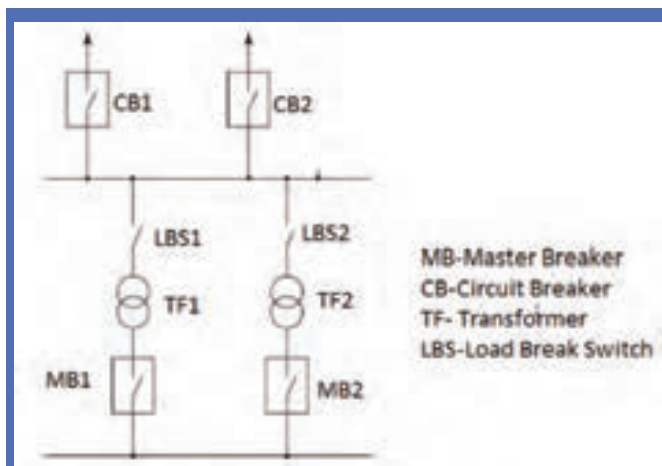 CB1
CB2
LBS1
LBS2
TF1
TF2
MB1
MB2
MB-Master Breaker
CB-Circuit Breaker
TF- Transformer
LBS-Load Break Switch